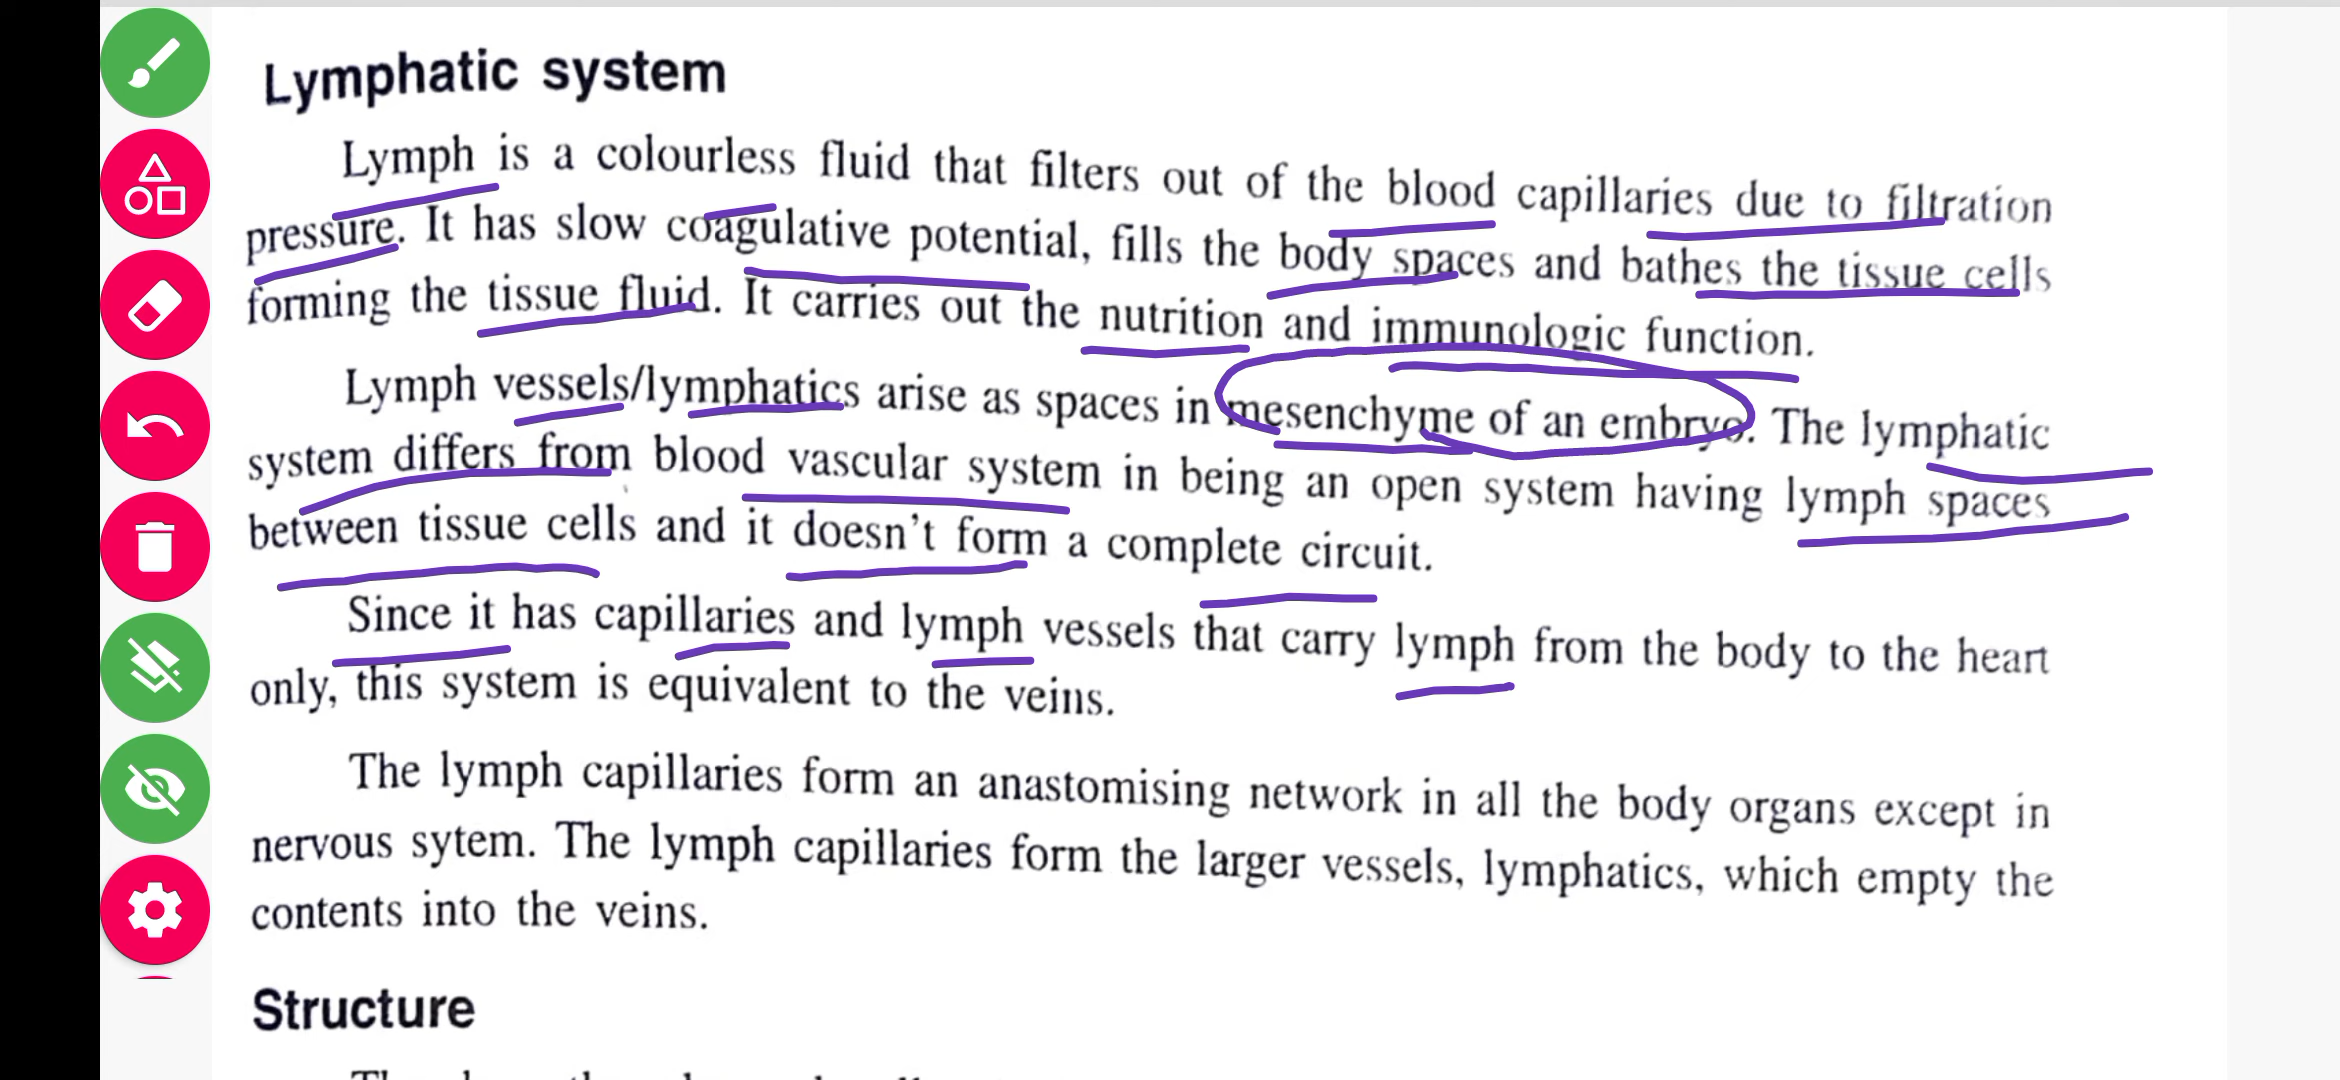 Lymphatic system
Lymph is a colourless fluid that filters out of the blood capillaries due to filtration
pressure. It has slow coagulative potential, fills the body spaces and bathes the tissue cells
forming the tissue fluid. It carries out the nutrition and immunologic function.
Lymph vessels/lymphatics arise as spaces in mesenchyme of an embryo. The lymphatic
system differs from blood vascular system in being an open system having lymph spaces
between tissue cells and it doesn't form a complete circuit.
Since it has capillaries and lymph vessels that carry lymph from the body to the heart
only, this system is equivalent to the veins.
The lymph capillaries form an anastomising network in all the body organs except in
nervous sytem. The lymph capillaries form the larger vessels, lymphatics, which empty the
contents into the veins.
Structure